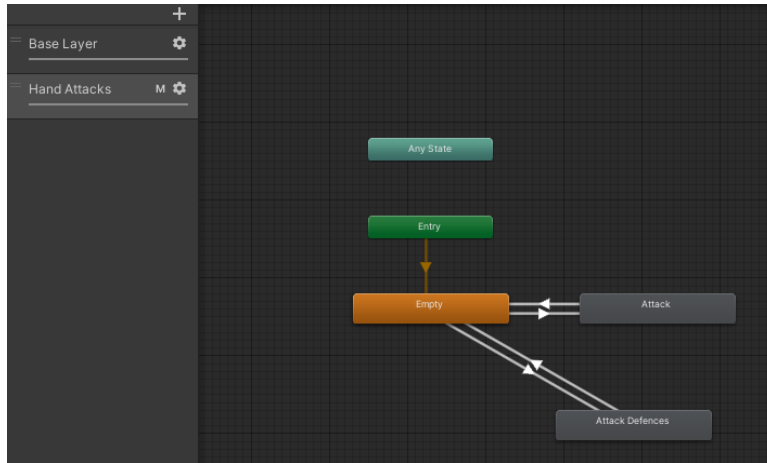 Base Layer
Hand Attacks M
Any State
Entry
Empty
Attack
Attack Defences